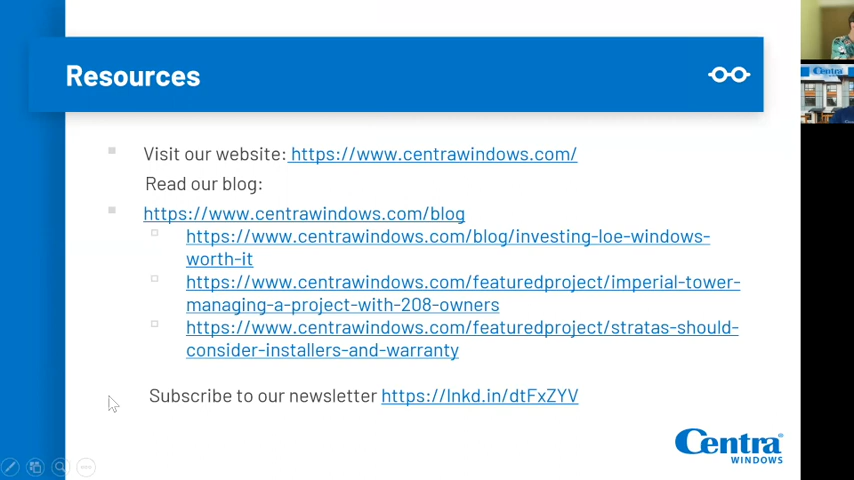 Resources
Visit our website: https://www.centrawindows.com/
Read our blog:
https://www.centrawindows.com/blog
https://www.centrawindows.com/blog/investing-loe-windows-
worth-it
https://www.centrawindows.com/featuredproject/imperial-tower-
managing-a-project-with-208-owners
https://www.centrawindows.com/featuredproject/stratas-should-
consider-installers-and-warranty
Subscribe to our newsletter https://lnkd.in/dtFxZYV
Centra
WINDOWS
Centra